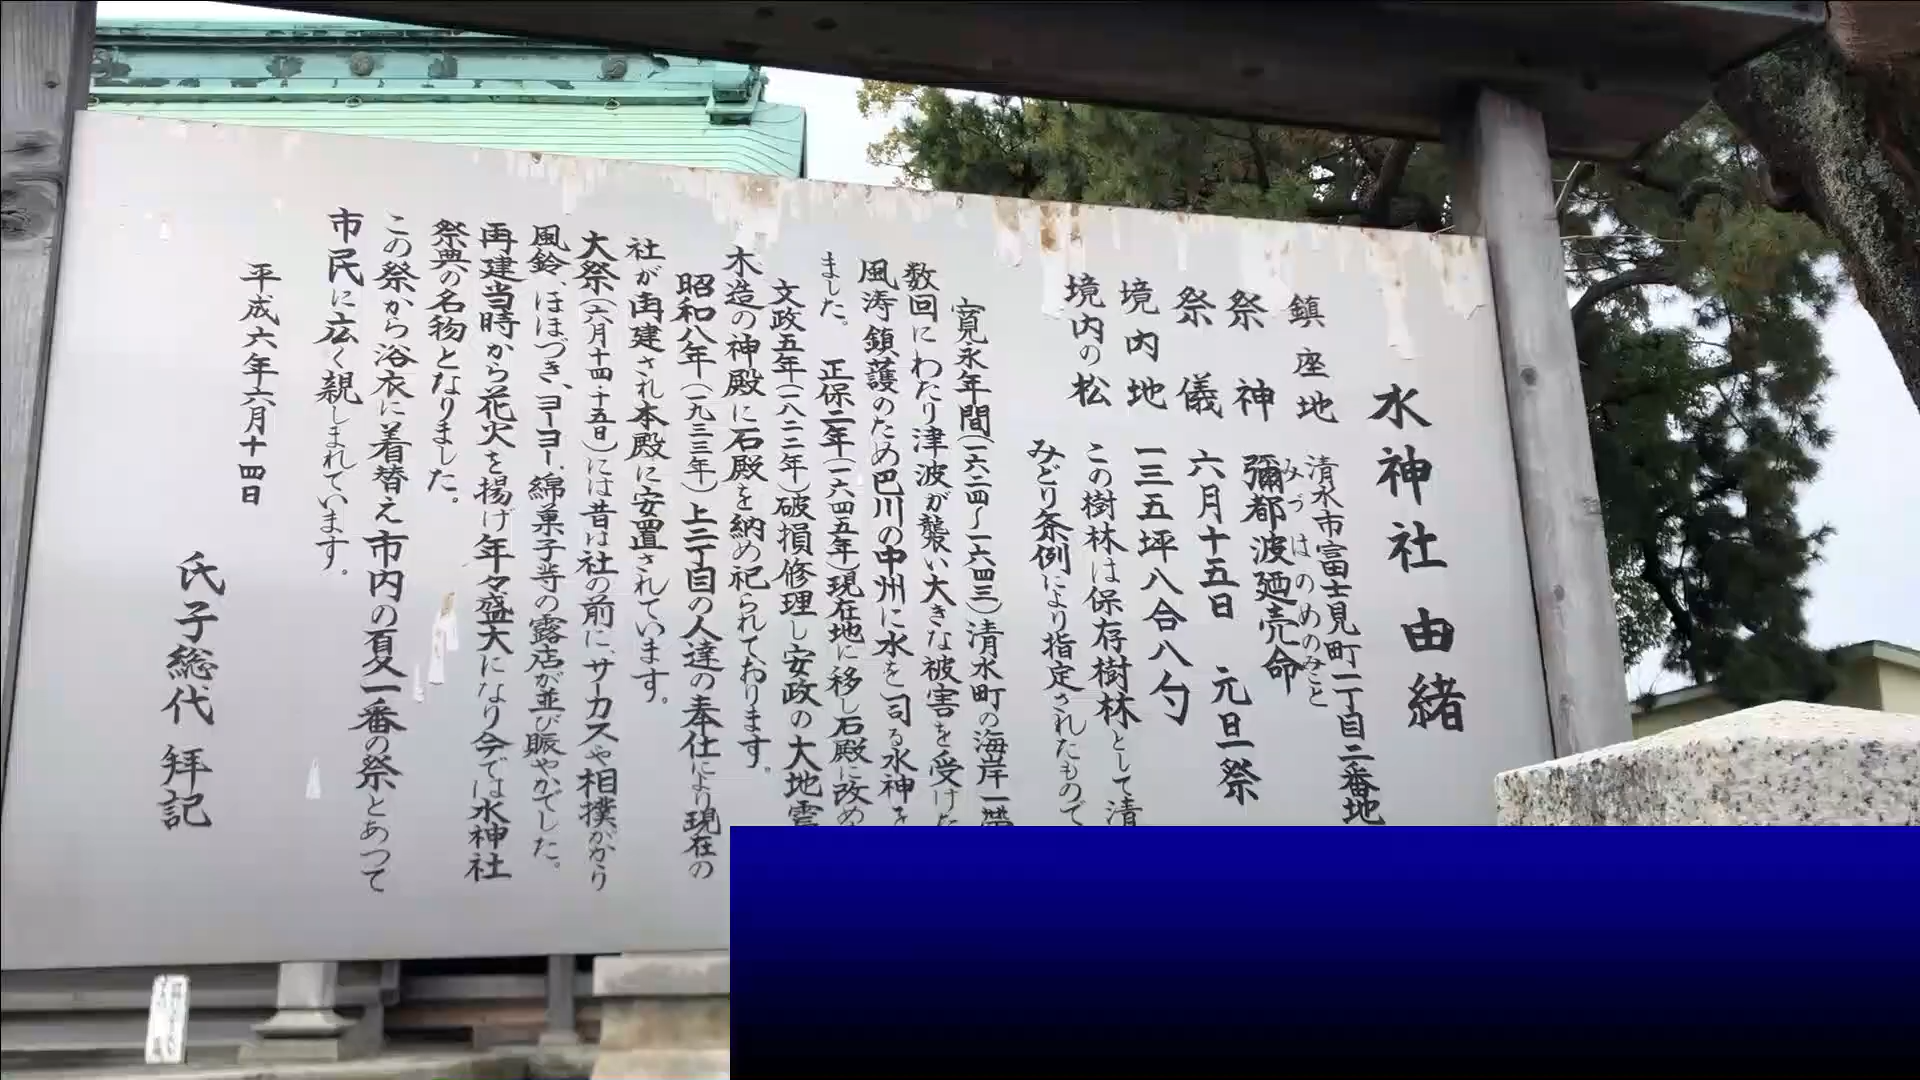 水神社由緒
鎮座地 清水市富士見町一丁目二番地
祭神 彌都波廼売命
みづはのめのみこと
祭儀 六月十五日 元旦祭
境内地 一三五坪八合八勺
境内の松 この樹林は保存樹林として清
みどり条例により指定されたもので
寛永年間(一六二四〜一六四三)清水町の海岸一帯
数回にわたり津波が襲い大きな被害を受けた
風涛鎮護のため巴川の中州に水を司る水神を
ました。 正保二年(一六四五年)現在地に移し石殿に改め
文政五年(一八二二年)破損修理し安政の大地震
木造の神殿に石殿を納め祀られております。
昭和八年(一九三三年)上二丁目の人達の奉仕により現在の
社が再建され本殿に安置されています。
大祭(六月十四・十五日)には昔は社の前に、サーカスや相撲がかり
風鈴、ほほづき、ヨーヨー、綿菓子等の露店が並び賑やかでした。
再建当時から花火を揚げ年々盛大になり今では水神社
祭典の名物となりました。
この祭から浴衣に着替え市内の夏一番の祭とあって
市民に広く親しまれています。
平成六年六月十四日
氏子総代 拝記